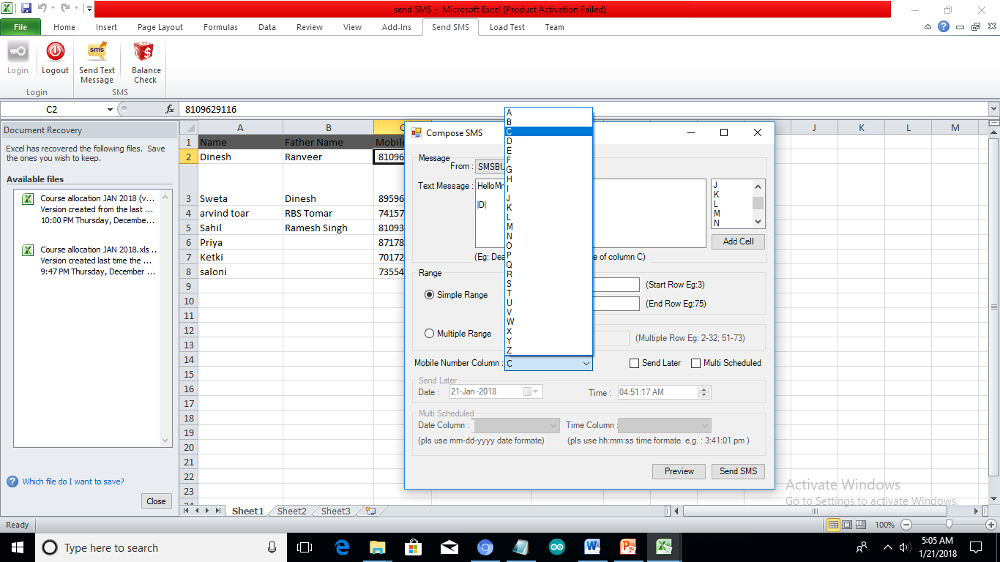 send SMS - Microsoft Excel (Product Activation Failed)
File Home Insert Page Layout Formulas Data Review View Add-Ins Send SMS Load Test Team
Login Logout Send Text Message Balance Check
Login SMS
C2 fx 8109629116
Document Recovery
Excel has recovered the following files. Save
the ones you wish to keep.
Available files
Course allocation JAN 2018 (v...
Version created from the last ...
10:00 PM Thursday, Decembe...
Course allocation JAN 2018.xls ..
Version created last time the ...
9:47 PM Thursday, December ...
Which file do I want to save?
Close
A B C J K L M
1 Name Father Name Mobile
2 Dinesh Ranveer 81096
3 Sweta Dinesh 89596
4 arvind toar RBS Tomar 74157
5 Sahil Ramesh Singh 81093
6 Priya 87178
7 Ketki 70172
8 saloni 73554
9
10
11
12
13
14
15
16
17
18
19
20
21
22
23
24
Compose SMS
Message
From : SMSBU
Text Message : HelloMr
|D|
J
K
L
M
N
Add Cell
(Eg: Dea
e of column C)
Range
Simple Range
(Start Row Eg:3)
(End Row Eg:75)
Multiple Range
(Multiple Row Eg: 2-32; 51-73)
A
B
C
D
E
F
G
H
I
J
K
L
M
N
O
P
Q
R
S
T
U
V
W
X
Y
Z
Mobile Number Column : C Send Later Multi Scheduled
Send Later
Date : 21-Jan -2018 Time : 04:51:17 AM
Multi Scheduled
Date Column : Time Column :
(pls use mm-dd-yyyy date formate) (pls use hh:mm:ss time formate. e.g. : 3:41:01 pm )
Preview Send SMS
Activate Windows
Go to Settings to activate Windows.
Sheet1 Sheet2 Sheet3
Ready 100%
Type here to search
5:05 AM
1/21/2018